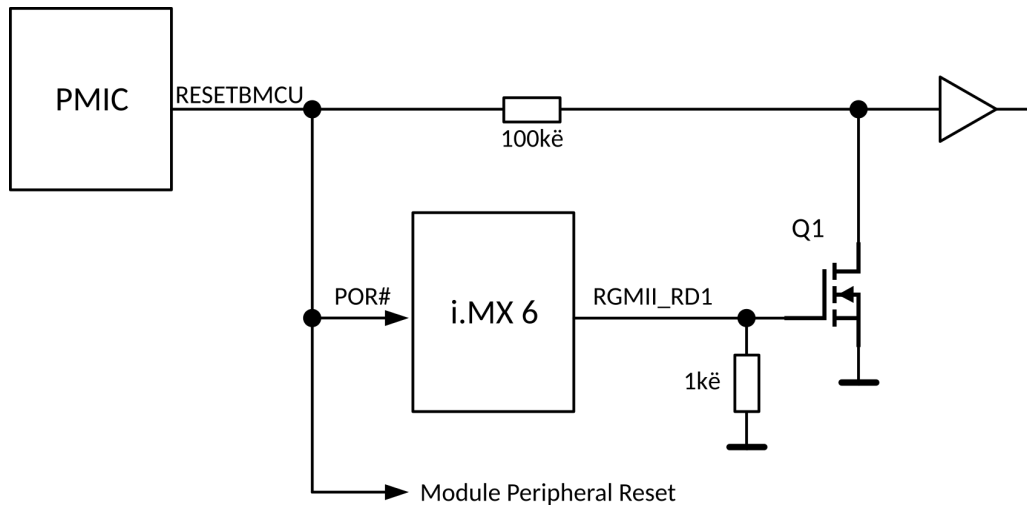 PMIC
RESETBMCU
100kë
Q1
POR#
i.MX 6
RGMII_RD1
1kë
Module Peripheral Reset